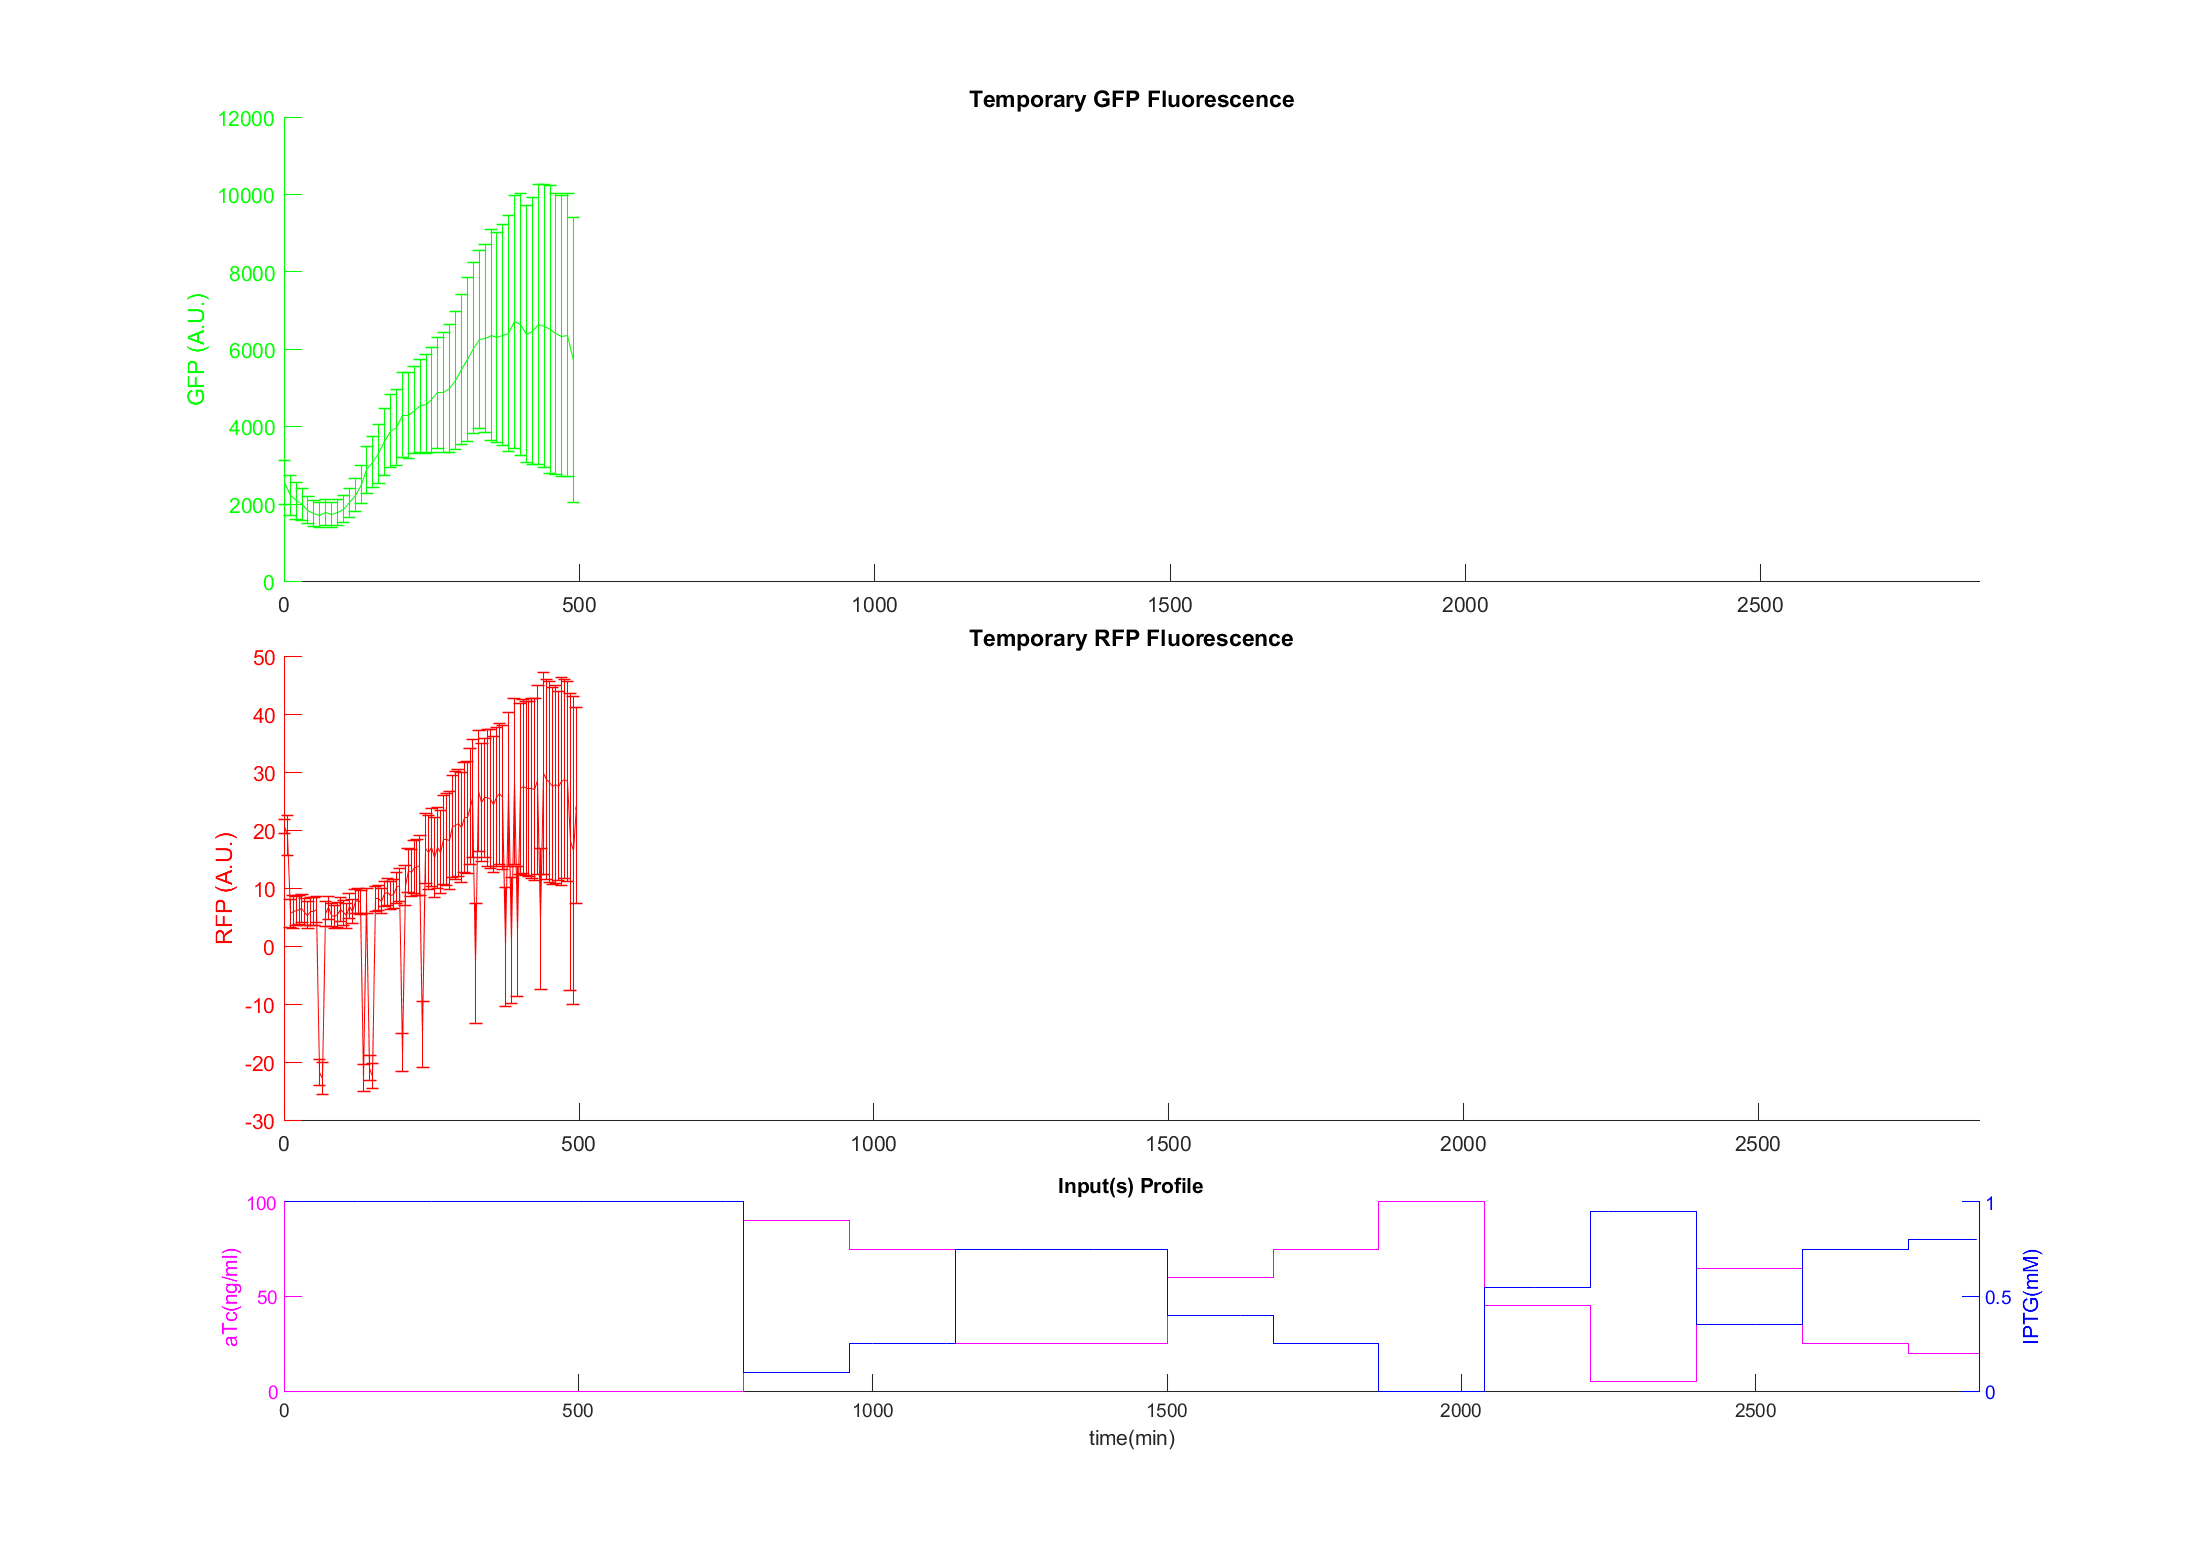 Temporary GFP Fluorescence
12000
10000
8000
6000
4000
2000
0
GFP (A.U.)
0 500 1000 1500 2000 2500
Temporary RFP Fluorescence
50
40
30
20
10
0
-10
-20
-30
RFP (A.U.)
0 500 1000 1500 2000 2500
Input(s) Profile
100
50
0
aTc(ng/ml)
1
0.5
0
IPTG(mM)
0 500 1000 1500 2000 2500
time(min)